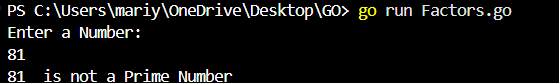 PS C:\Users\mariy\OneDrive\Desktop\GO> go run Factors.go
Enter a Number:
81
81  is not a Prime Number